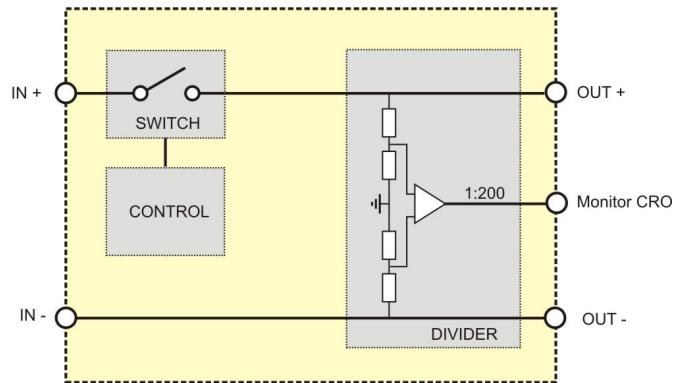 IN +
OUT +
SWITCH
CONTROL
1:200
Monitor CRO
IN -
OUT -
DIVIDER